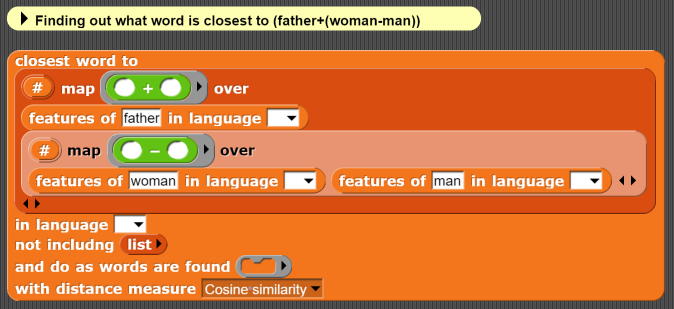 Finding out what word is closest to (father+(woman-man))
closest word to
# map + over
features of father in language
# map − over
features of woman in language features of man in language
in language
not includng list
and do as words are found
with distance measure Cosine similarity